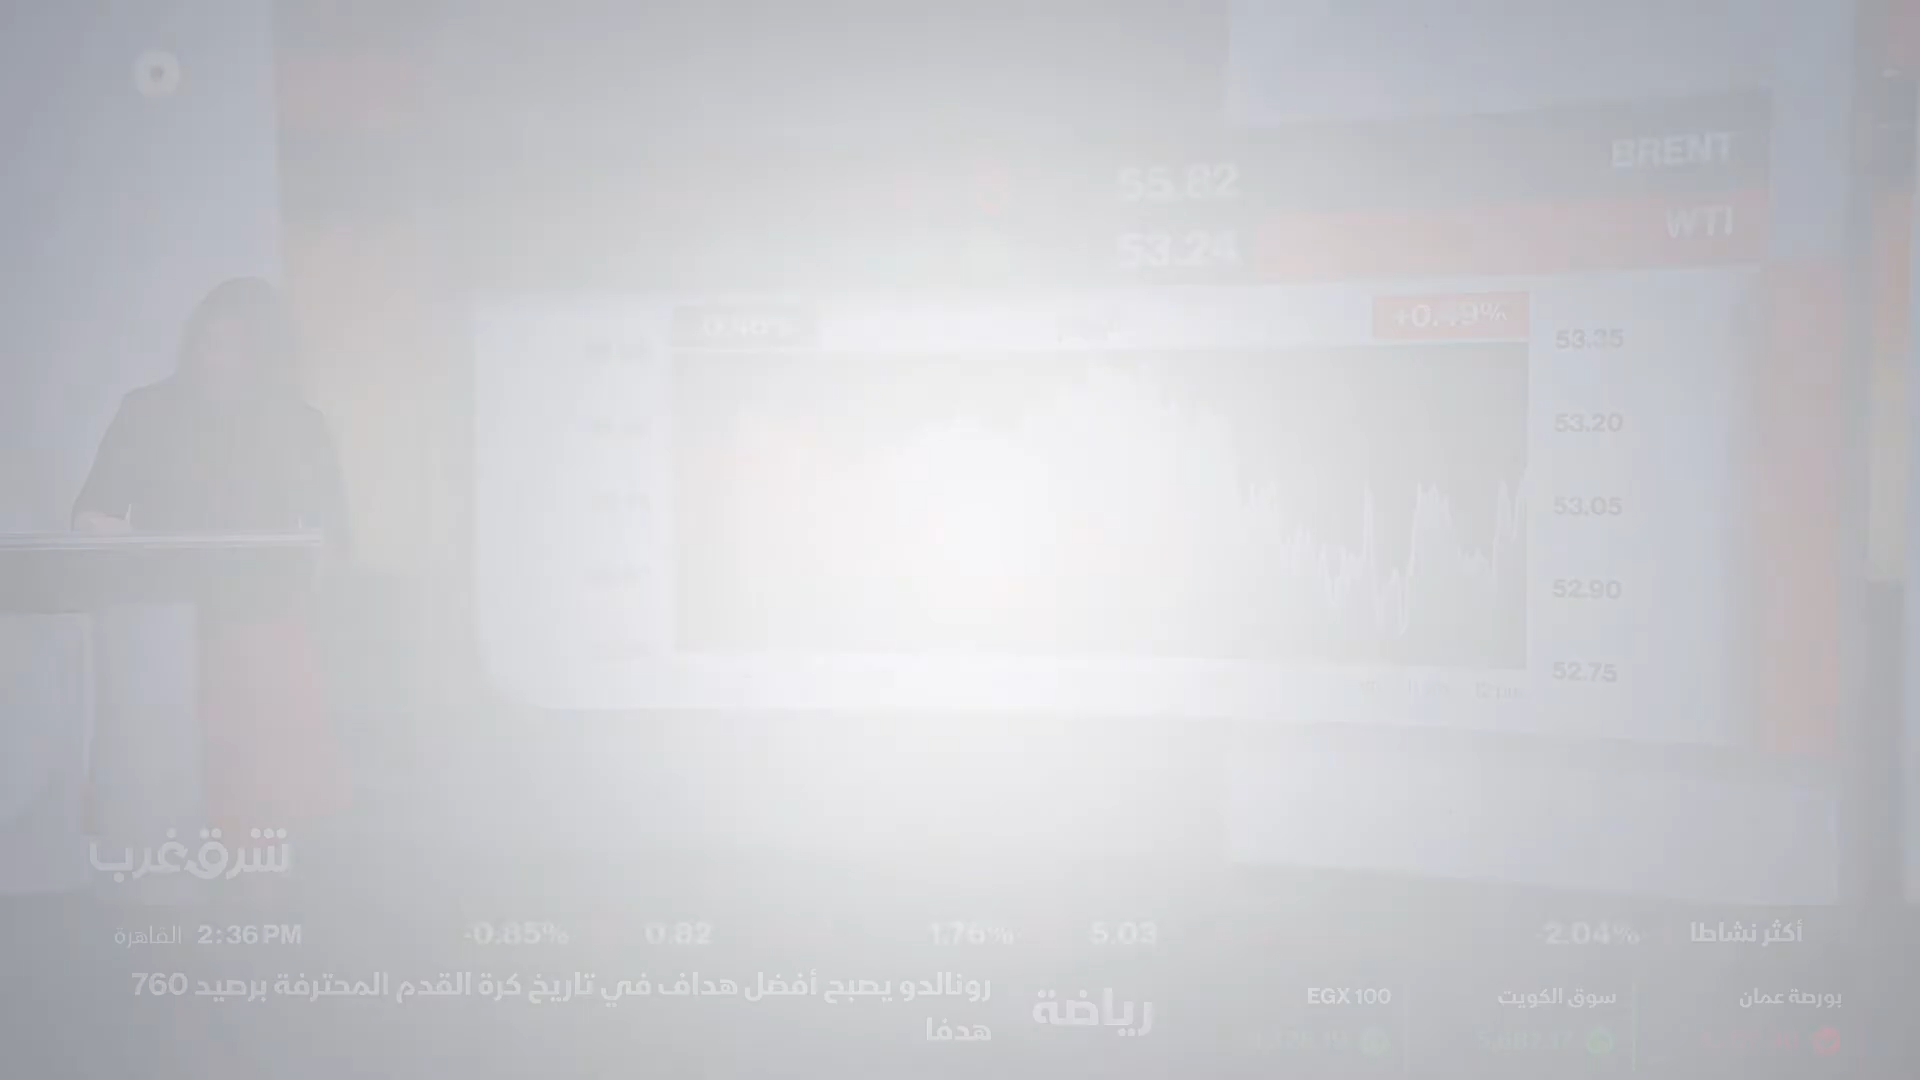 BRENT
55.82
WTI
53.24
+0.49%
53.35
53.20
53.05
52.90
52.75
شرق غرب
أكثر نشاطا
-2.04%
5.03
1.76%
0.82
-0.85%
2:36 PM القاهرة
رياضة
رونالدو يصبح أفضل هداف في تاريخ كرة القدم المحترفة برصيد 760
هدفا
بورصة عمان
سوق الكويت
EGX 100